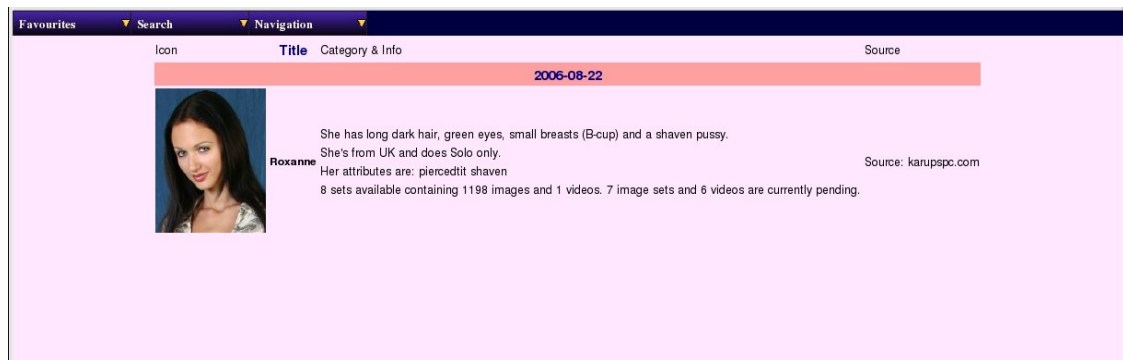 Favourites Search Navigation
Icon Title Category & Info Source
2006-08-22
She has long dark hair, green eyes, small breasts (B-cup) and a shaven pussy.
She's from UK and does Solo only.
Roxanne
Source: karupspc.com
Her attributes are: piercedtit shaven
8 sets available containing 1198 images and 1 videos. 7 image sets and 6 videos are currently pending.